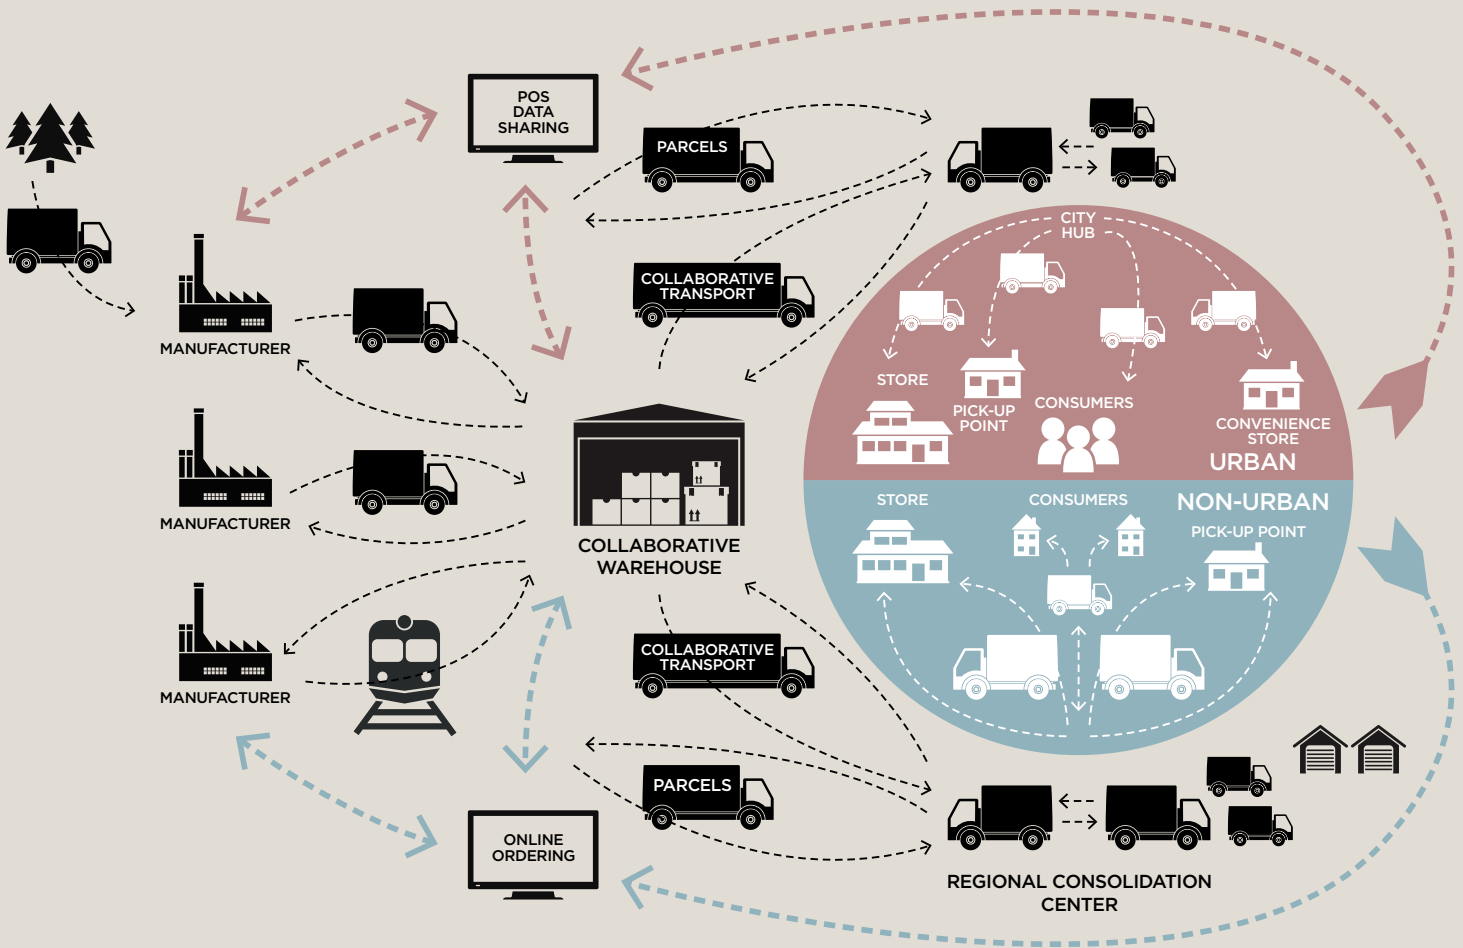 POS
DATA
SHARING
PARCELS
CITY
HUB
COLLABORATIVE
TRANSPORT
MANUFACTURER
STORE
PICK-UP
POINT
CONSUMERS
CONVENIENCE
STORE
URBAN
MANUFACTURER
COLLABORATIVE
WAREHOUSE
STORE
CONSUMERS
NON-URBAN
PICK-UP POINT
MANUFACTURER
COLLABORATIVE
TRANSPORT
PARCELS
ONLINE
ORDERING
REGIONAL CONSOLIDATION
CENTER